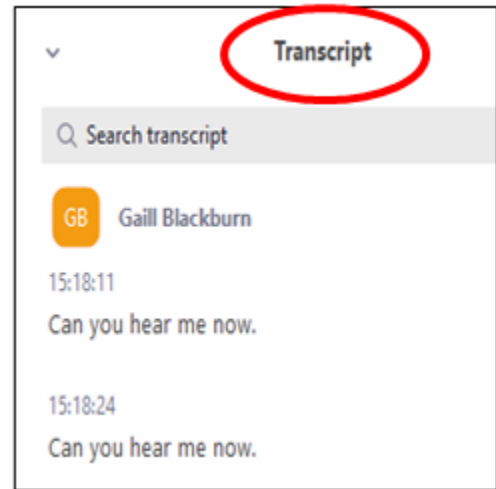 Transcript
Search transcript
GB Gaill Blackburn
15:18:11
Can you hear me now.
15:18:24
Can you hear me now.